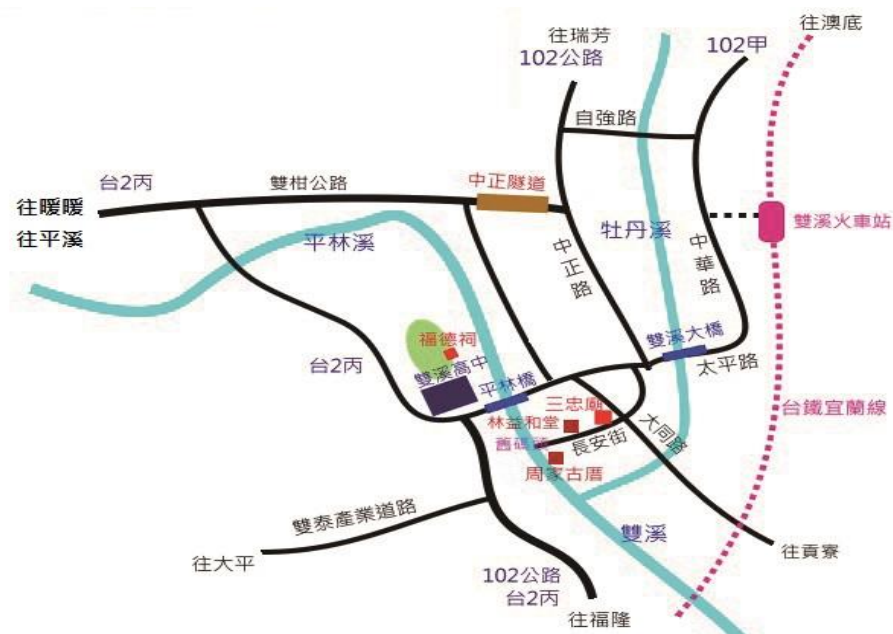 往澳底
往瑞芳
102公路
102甲
自強路
台2丙
雙柑公路
中正隧道
往暖暖
往平溪
平林溪
牡丹溪
中正路
中華路
雙溪火車站
福德祠
雙溪大橋
台2丙
雙溪高中
平林橋
太平路
三忠廟
林益和堂
台鐵宜蘭線
舊碼頭
長安街
大同路
周家古厝
雙泰產業道路
雙溪
往大平
往貢寮
102公路
台2丙
往福隆